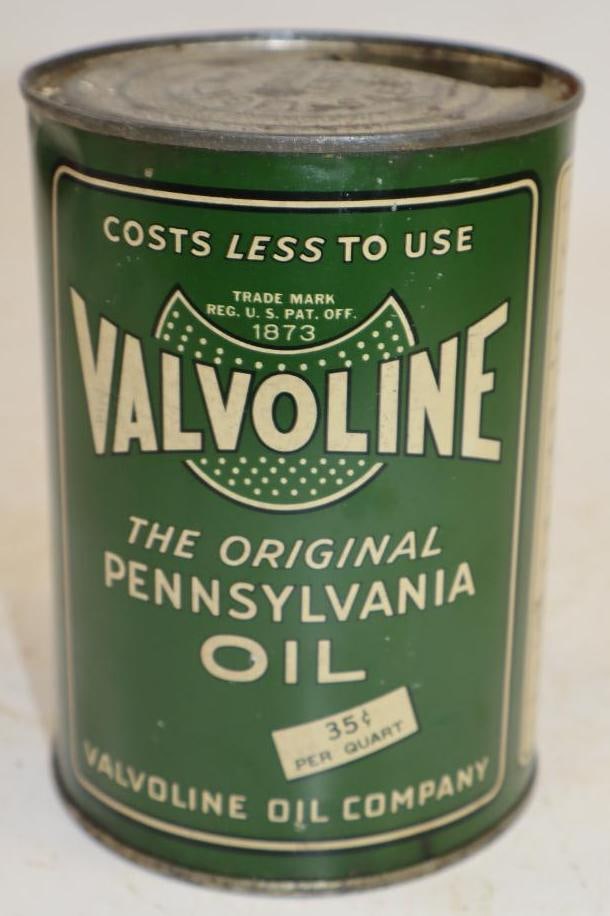 COSTS LESS TO USE
TRADE MARK
REG. U. S. PAT. OFF.
1873
VALVOLINE
THE ORIGINAL
PENNSYLVANIA
OIL
35¢
PER QUART
VALVOLINE OIL COMPANY